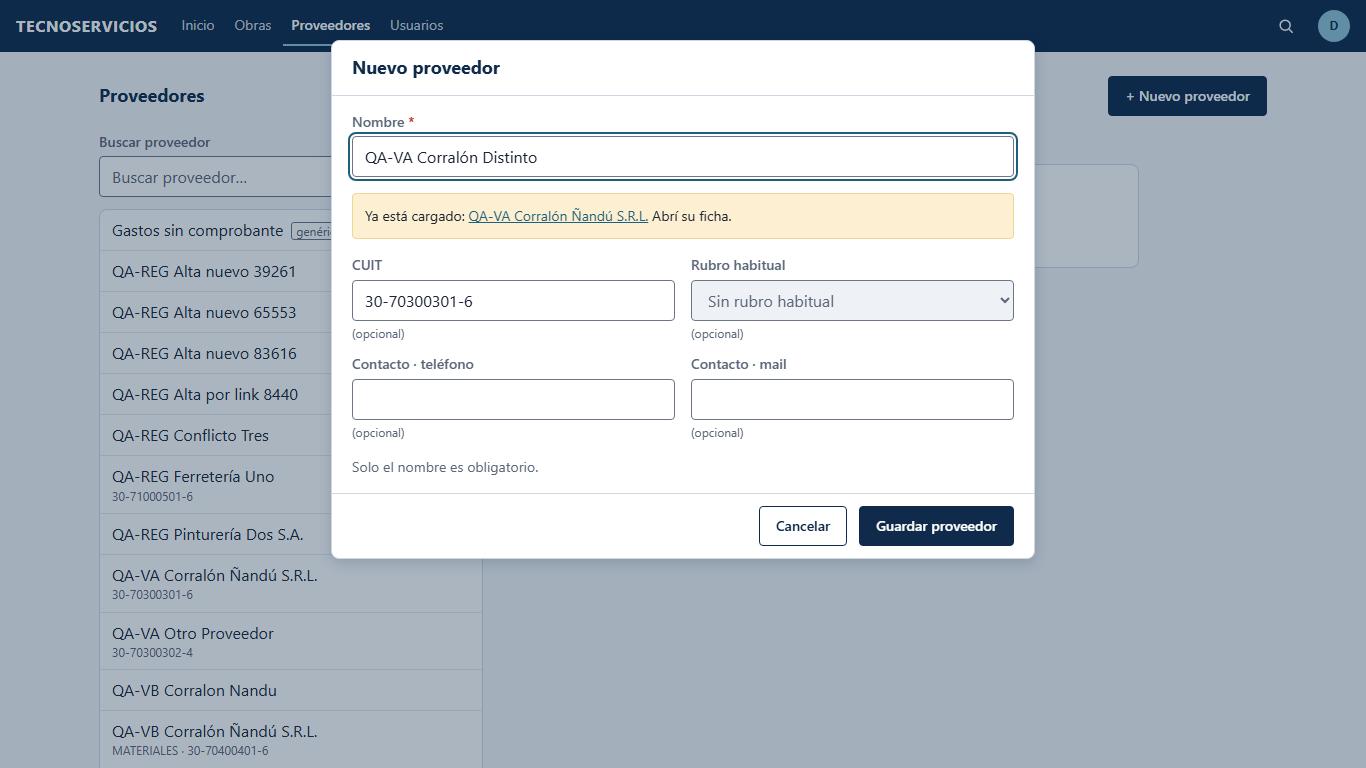 TECNOSERVICIOS Inicio Obras Proveedores Usuarios D
Proveedores
+ Nuevo proveedor
Buscar proveedor
Buscar proveedor...
Gastos sin comprobante
QA-REG Alta nuevo 39261
QA-REG Alta nuevo 65553
QA-REG Alta nuevo 83616
QA-REG Alta por link 8440
QA-REG Conflicto Tres
QA-REG Ferretería Uno
30-71000501-6
QA-REG Pinturería Dos S.A.
QA-VA Corralón Ñandú S.R.L.
30-70300301-6
QA-VA Otro Proveedor
30-70300302-4
QA-VB Corralon Nandu
QA-VB Corralón Ñandú S.R.L.
MATERIALES · 30-70400401-6
Nuevo proveedor
Nombre *
QA-VA Corralón Distinto
Ya está cargado: QA-VA Corralón Ñandú S.R.L. Abrí su ficha.
CUIT
30-70300301-6
(opcional)
Rubro habitual
Sin rubro habitual
(opcional)
Contacto · teléfono
(opcional)
Contacto · mail
(opcional)
Solo el nombre es obligatorio.
Cancelar
Guardar proveedor